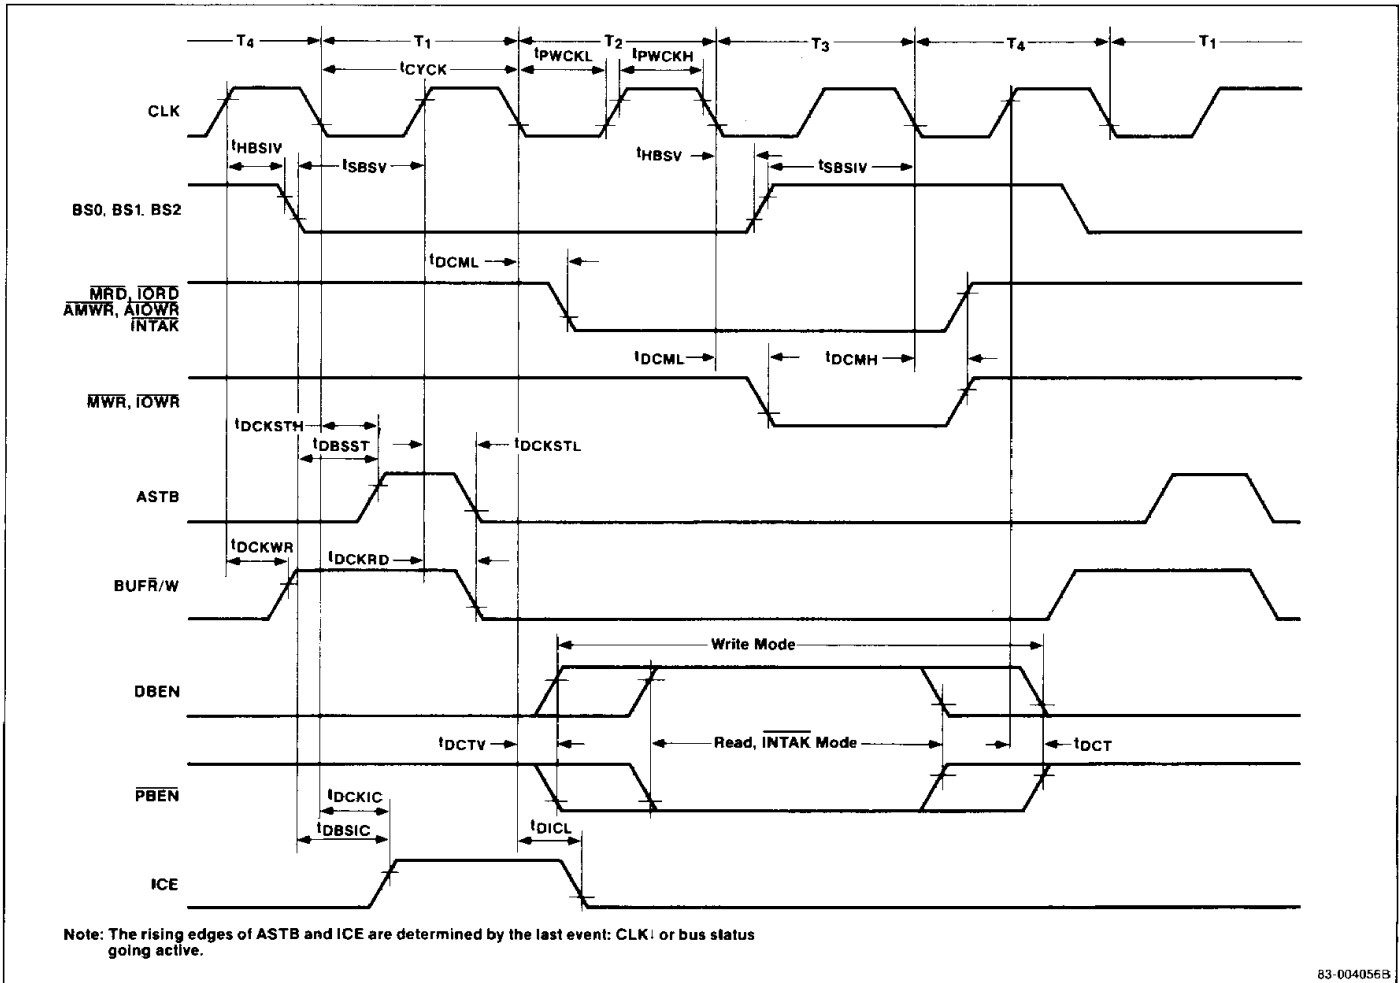 T4 T1 T2 T3 T4 T1
tCYCK tPWCKL tPWCKH
CLK
tHBSIV tSBSV tHBSV tSBSIV
BS0, BS1, BS2
tDCML
MRD, IORD
AMWR, AIOWR
INTAK
tDCML tDCMH
MWR, IOWR
tDCKSTH
tDBSST tDCKSTL
ASTB
tDCKWR tDCKRD
BUFR/W
Write Mode
DBEN
tDCTV Read, INTAK Mode tDCT
PBEN
tDCKIC
tDBSIC tDICL
ICE
Note: The rising edges of ASTB and ICE are determined by the last event: CLK↓ or bus status
going active.
83-004056B